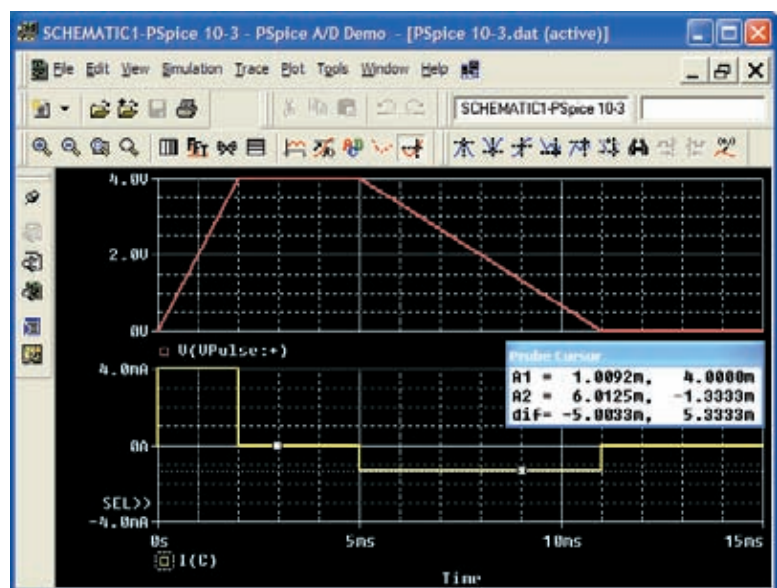 SCHEMATIC1-PSpice 10-3 - PSpice A/D Demo - [PSpice 10-3.dat (active)]
File Edit View Simulation Trace Plot Tools Window Help
SCHEMATIC1-PSpice 10-3
4.0V
2.0V
0V
V(VPulse:+)
Probe Cursor
A1 = 1.0092m, 4.0000m
A2 = 6.0125m, -1.3333m
dif= -5.0033m, 5.3333m
4.0mA
0A
SEL>>
-4.0mA
0s 5ms 10ms 15ms
I(C)
Time